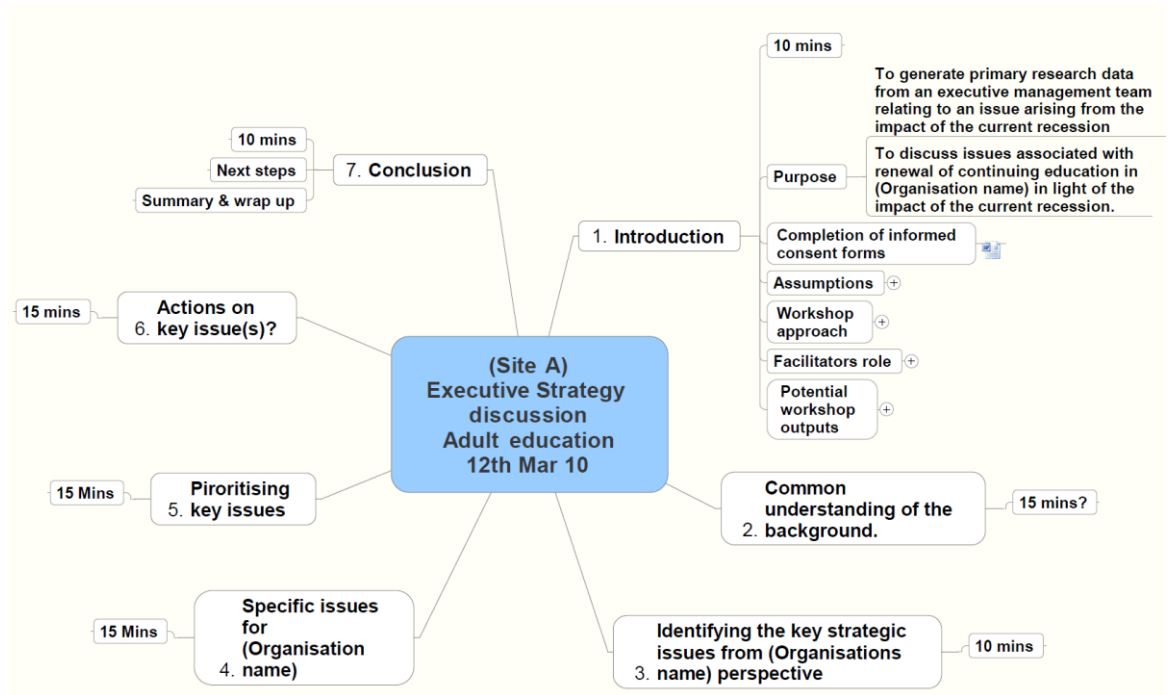 (Site A)
Executive Strategy
discussion
Adult education
12th Mar 10
1. Introduction
10 mins
Purpose
To generate primary research data
from an executive management team
relating to an issue arising from the
impact of the current recession
To discuss issues associated with
renewal of continuing education in
(Organisation name) in light of the
impact of the current recession.
Completion of informed
consent forms
Assumptions
Workshop
approach
Facilitators role
Potential
workshop
outputs
Common
understanding of the
2. background.
15 mins?
Identifying the key strategic
issues from (Organisations
3. name) perspective
10 mins
Specific issues
for
(Organisation
4. name)
15 Mins
Piroritising
5. key issues
15 Mins
Actions on
6. key issue(s)?
15 mins
7. Conclusion
10 mins
Next steps
Summary & wrap up